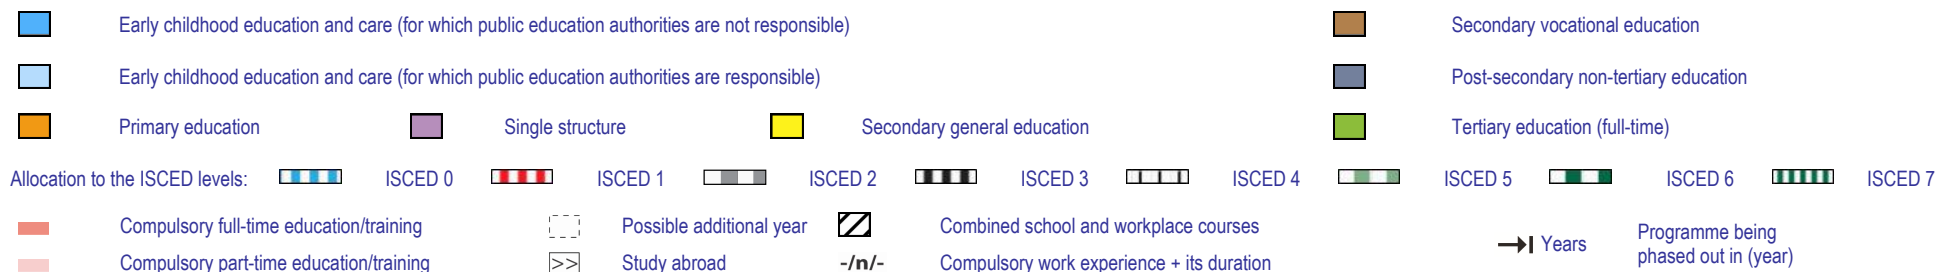 Early childhood education and care (for which public education authorities are not responsible)
Secondary vocational education
Early childhood education and care (for which public education authorities are responsible)
Post-secondary non-tertiary education
Primary education
Single structure
Secondary general education
Tertiary education (full-time)
Allocation to the ISCED levels: ISCED 0 ISCED 1 ISCED 2 ISCED 3 ISCED 4 ISCED 5 ISCED 6 ISCED 7
Compulsory full-time education/training
Possible additional year
Combined school and workplace courses
Years
Programme being
phased out in (year)
Compulsory part-time education/training
>> Study abroad
-/n/- Compulsory work experience + its duration